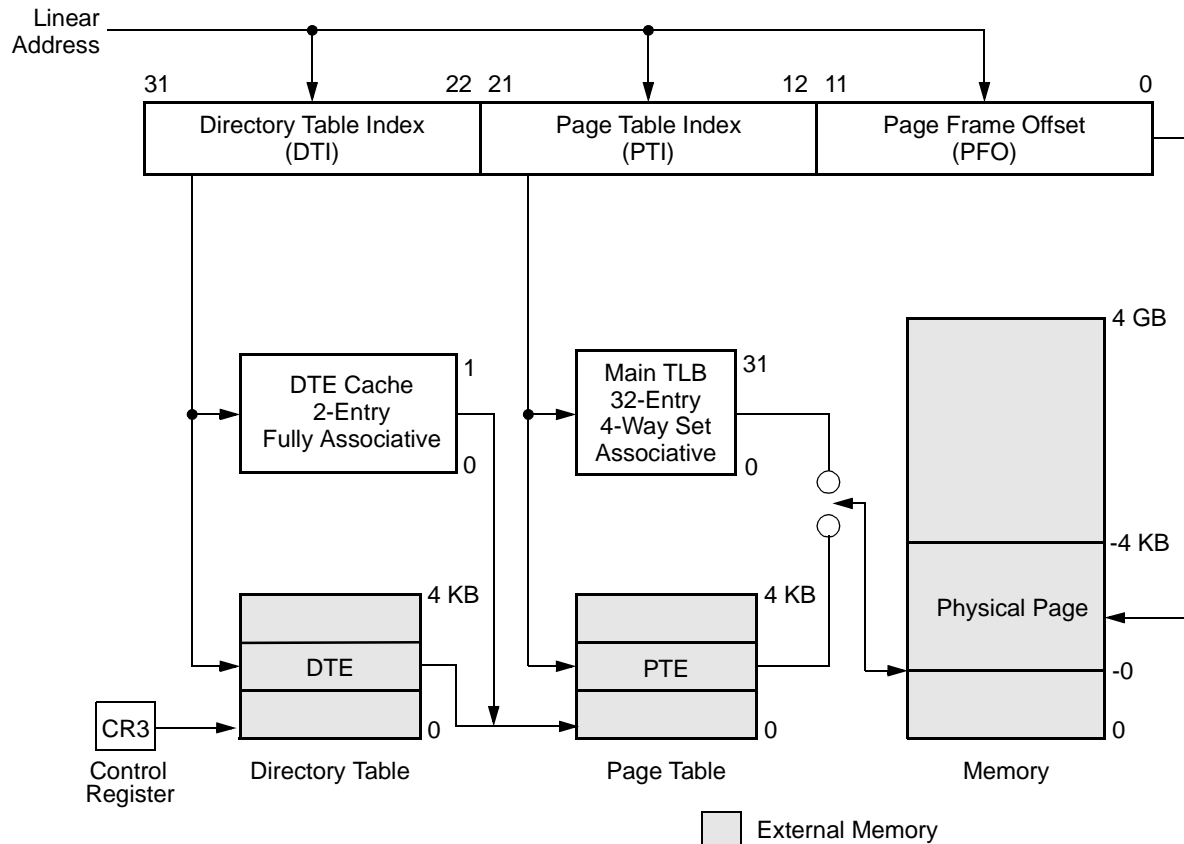 Linear
Address
31 22 21 12 11 0
Directory Table Index
(DTI)
Page Table Index
(PTI)
Page Frame Offset
(PFO)
DTE Cache
2-Entry
Fully Associative
1
0
Main TLB
32-Entry
4-Way Set
Associative
31
0
4 GB
-4 KB
Physical Page
-0
0
4 KB
DTE
0
4 KB
PTE
0
CR3
Control
Register
Directory Table
Page Table
Memory
External Memory